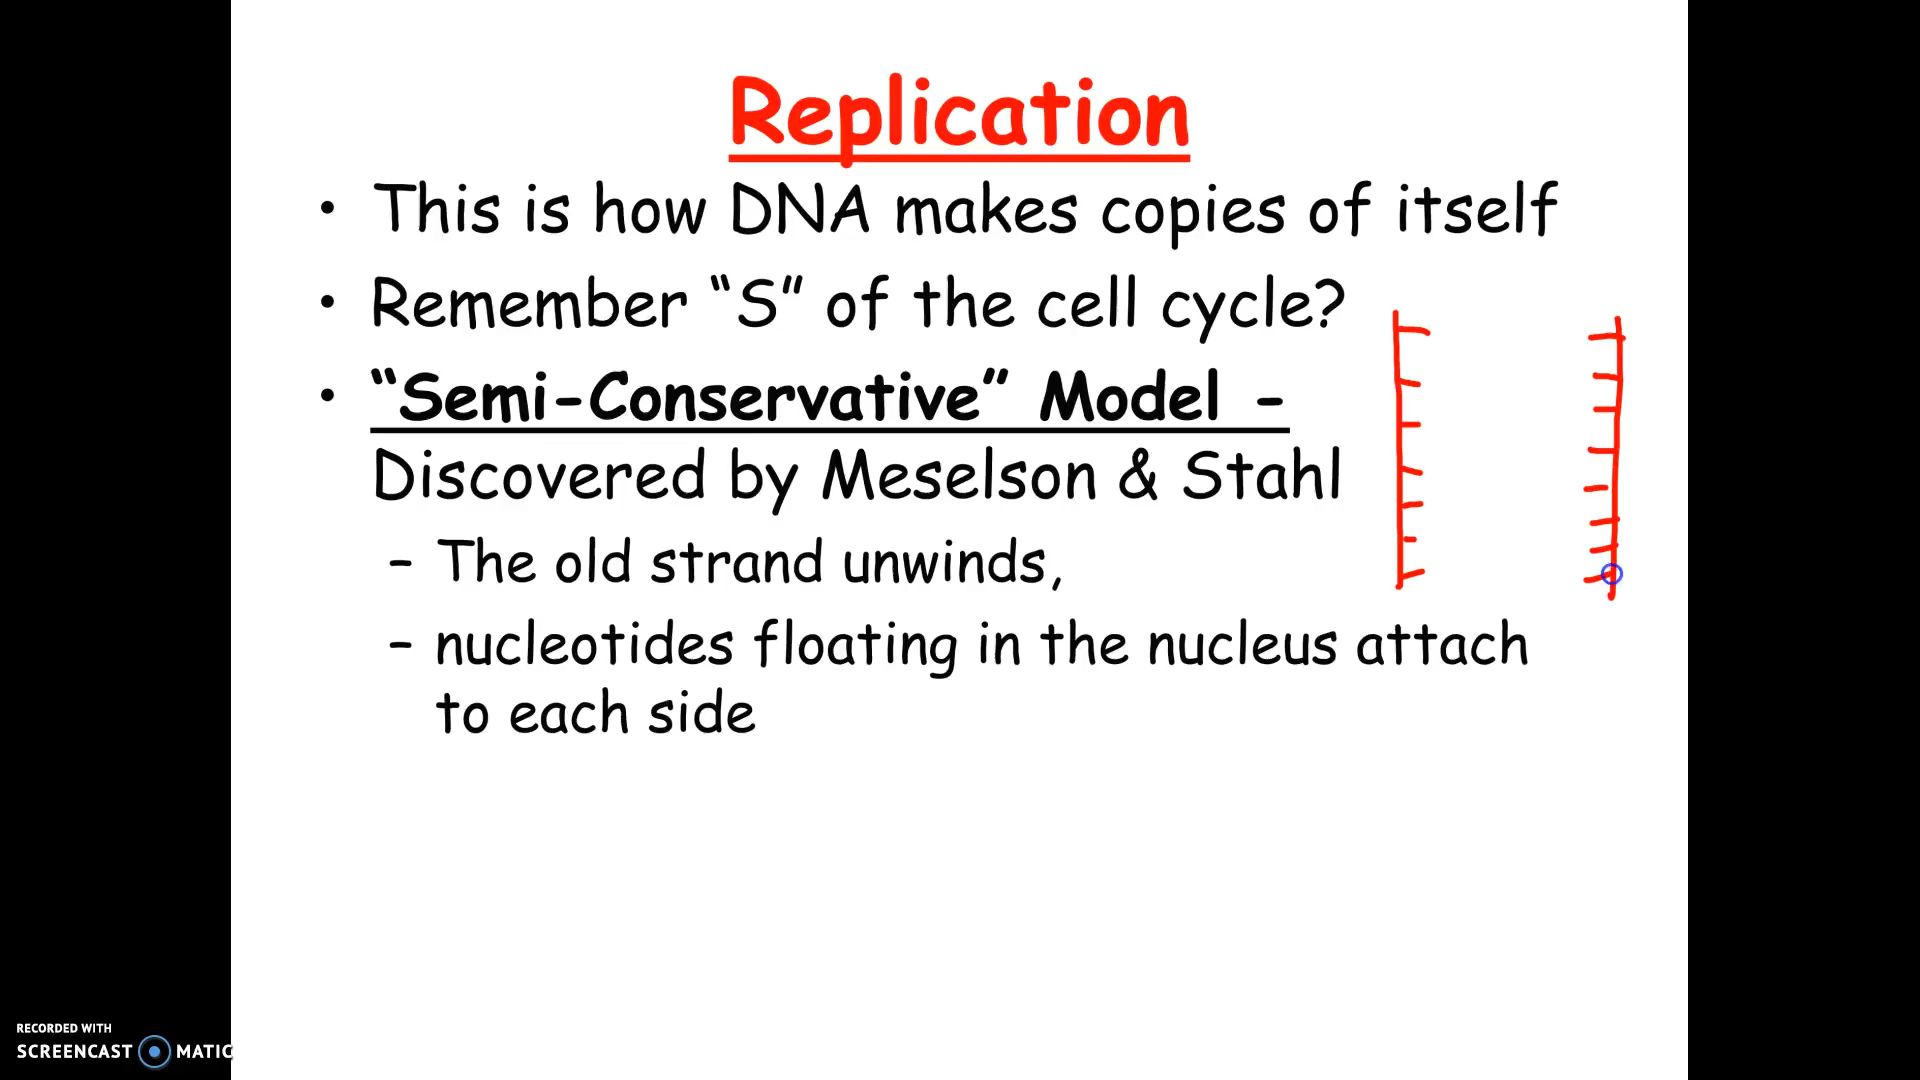 Replication
• This is how DNA makes copies of itself
• Remember “S” of the cell cycle?
• “Semi-Conservative” Model -
Discovered by Meselson & Stahl
– The old strand unwinds,
– nucleotides floating in the nucleus attach
to each side
RECORDED WITH
SCREENCAST MATIC